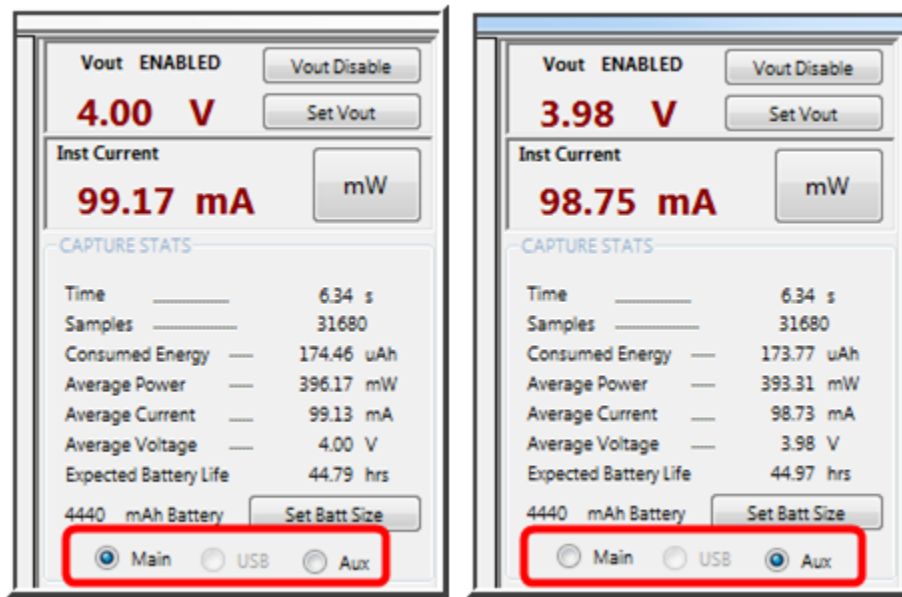 Vout ENABLED Vout Disable
4.00 V Set Vout
Inst Current
99.17 mA mW
CAPTURE STATS
Time 6.34 s
Samples 31680
Consumed Energy 174.46 uAh
Average Power 396.17 mW
Average Current 99.13 mA
Average Voltage 4.00 V
Expected Battery Life 44.79 hrs
4440 mAh Battery Set Batt Size
Main USB Aux
Vout ENABLED Vout Disable
3.98 V Set Vout
Inst Current
98.75 mA mW
CAPTURE STATS
Time 6.34 s
Samples 31680
Consumed Energy 173.77 uAh
Average Power 393.31 mW
Average Current 98.73 mA
Average Voltage 3.98 V
Expected Battery Life 44.97 hrs
4440 mAh Battery Set Batt Size
Main USB Aux